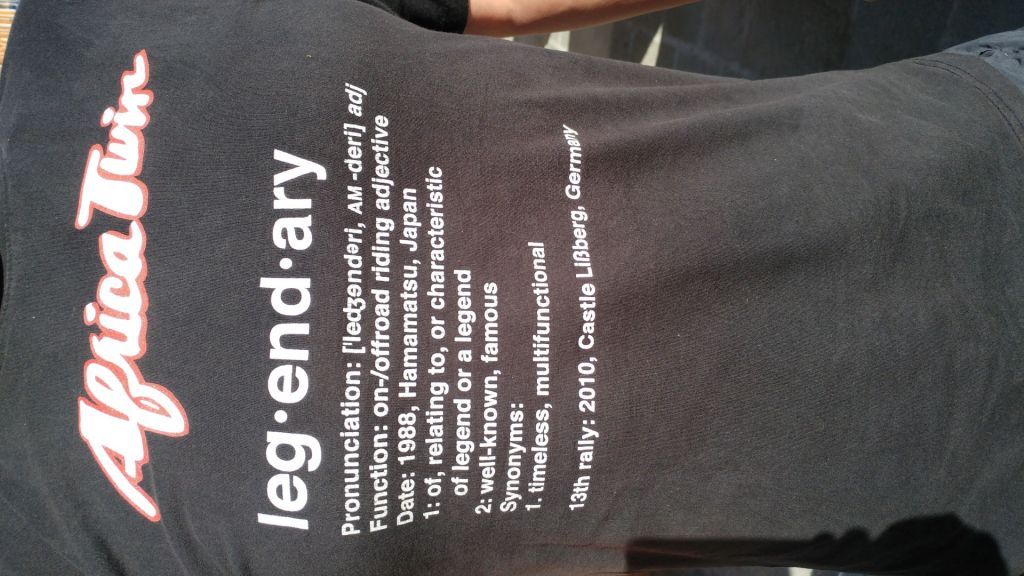 Africa Twin
leg·end·ary
Pronunciation: ['ledʒəndəri, AM -deri] adj
Function: on-/offroad riding adjective
Date: 1988, Hamamatsu, Japan
1: of, relating to, or characteristic
of legend or a legend
2: well-known, famous
Synonyms:
1: timeless, multifunctional
13th rally: 2010, Castle Lißberg, Germany